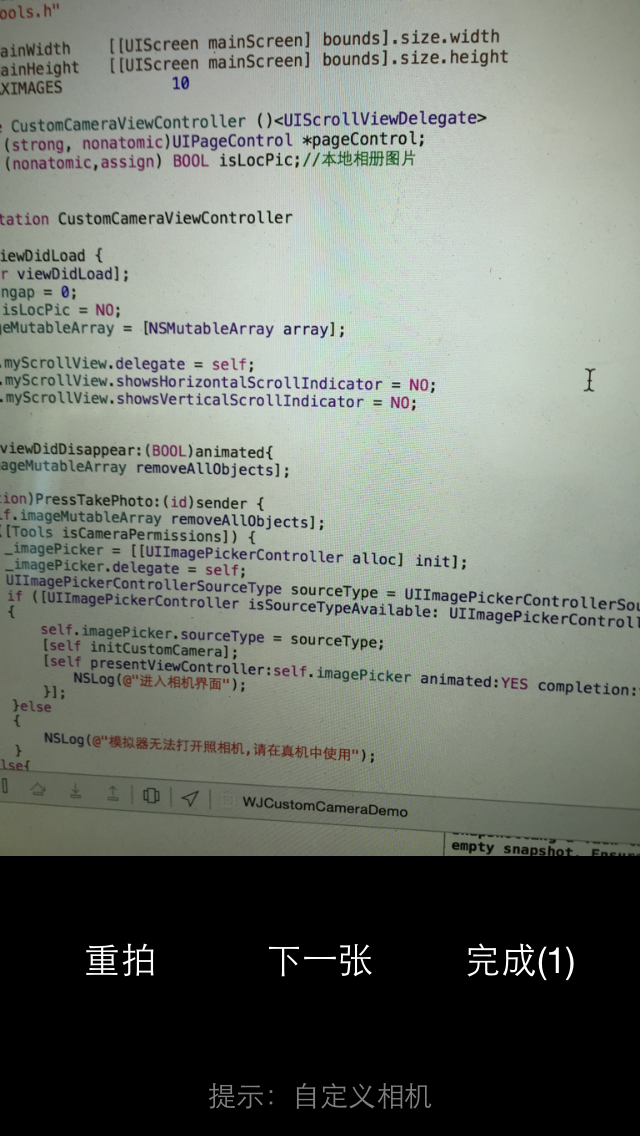 ools.h"
ainWidth [[UIScreen mainScreen] bounds].size.width
ainHeight [[UIScreen mainScreen] bounds].size.height
XIMAGES 10
e CustomCameraViewController ()<UIScrollViewDelegate>
(strong, nonatomic)UIPageControl *pageControl;
(nonatomic,assign) BOOL isLocPic;//本地相册图片
tation CustomCameraViewController
iewDidLoad {
r viewDidLoad];
ngap = 0;
isLocPic = NO;
geMutableArray = [NSMutableArray array];
.myScrollView.delegate = self;
.myScrollView.showsHorizontalScrollIndicator = NO;
.myScrollView.showsVerticalScrollIndicator = NO;
viewDidDisappear:(BOOL)animated{
ageMutableArray removeAllObjects];
tion)PressTakePhoto:(id)sender {
lf.imageMutableArray removeAllObjects];
([Tools isCameraPermissions]) {
_imagePicker = [[UIImagePickerController alloc] init];
_imagePicker.delegate = self;
UIImagePickerControllerSourceType sourceType = UIImagePickerControllerSou
if ([UIImagePickerController isSourceTypeAvailable: UIImagePickerControll
{
self.imagePicker.sourceType = sourceType;
[self initCustomCamera];
[self presentViewController:self.imagePicker animated:YES completion:
NSLog(@"进入相机界面");
}];
}else
{
NSLog(@"模拟器无法打开照相机,请在真机中使用");
}
lse{
WJCustomCameraDemo
empty snapshot. Ensur
重拍 下一张 完成(1)
提示：自定义相机